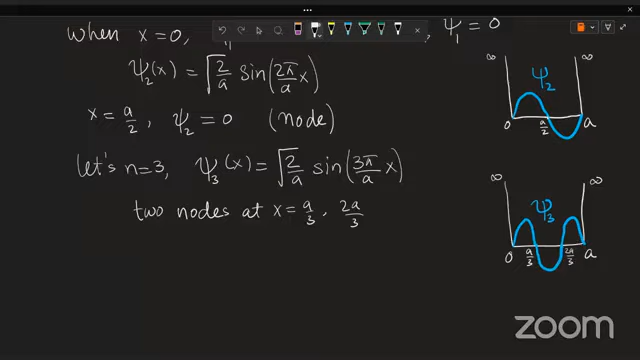 When x=0, , ψ₁ = 0
ψ₂(x) = √(2/a) sin(2π/a x)
x = a/2, ψ₂ = 0 (node)
let's n=3, ψ₃(x) = √(2/a) sin(3π/a x)
two nodes at x = a/3, 2a/3
∞ ∞
ψ₂
0 a/2 a
∞ ∞
ψ₃
0 a/3 2a/3 a
zoom